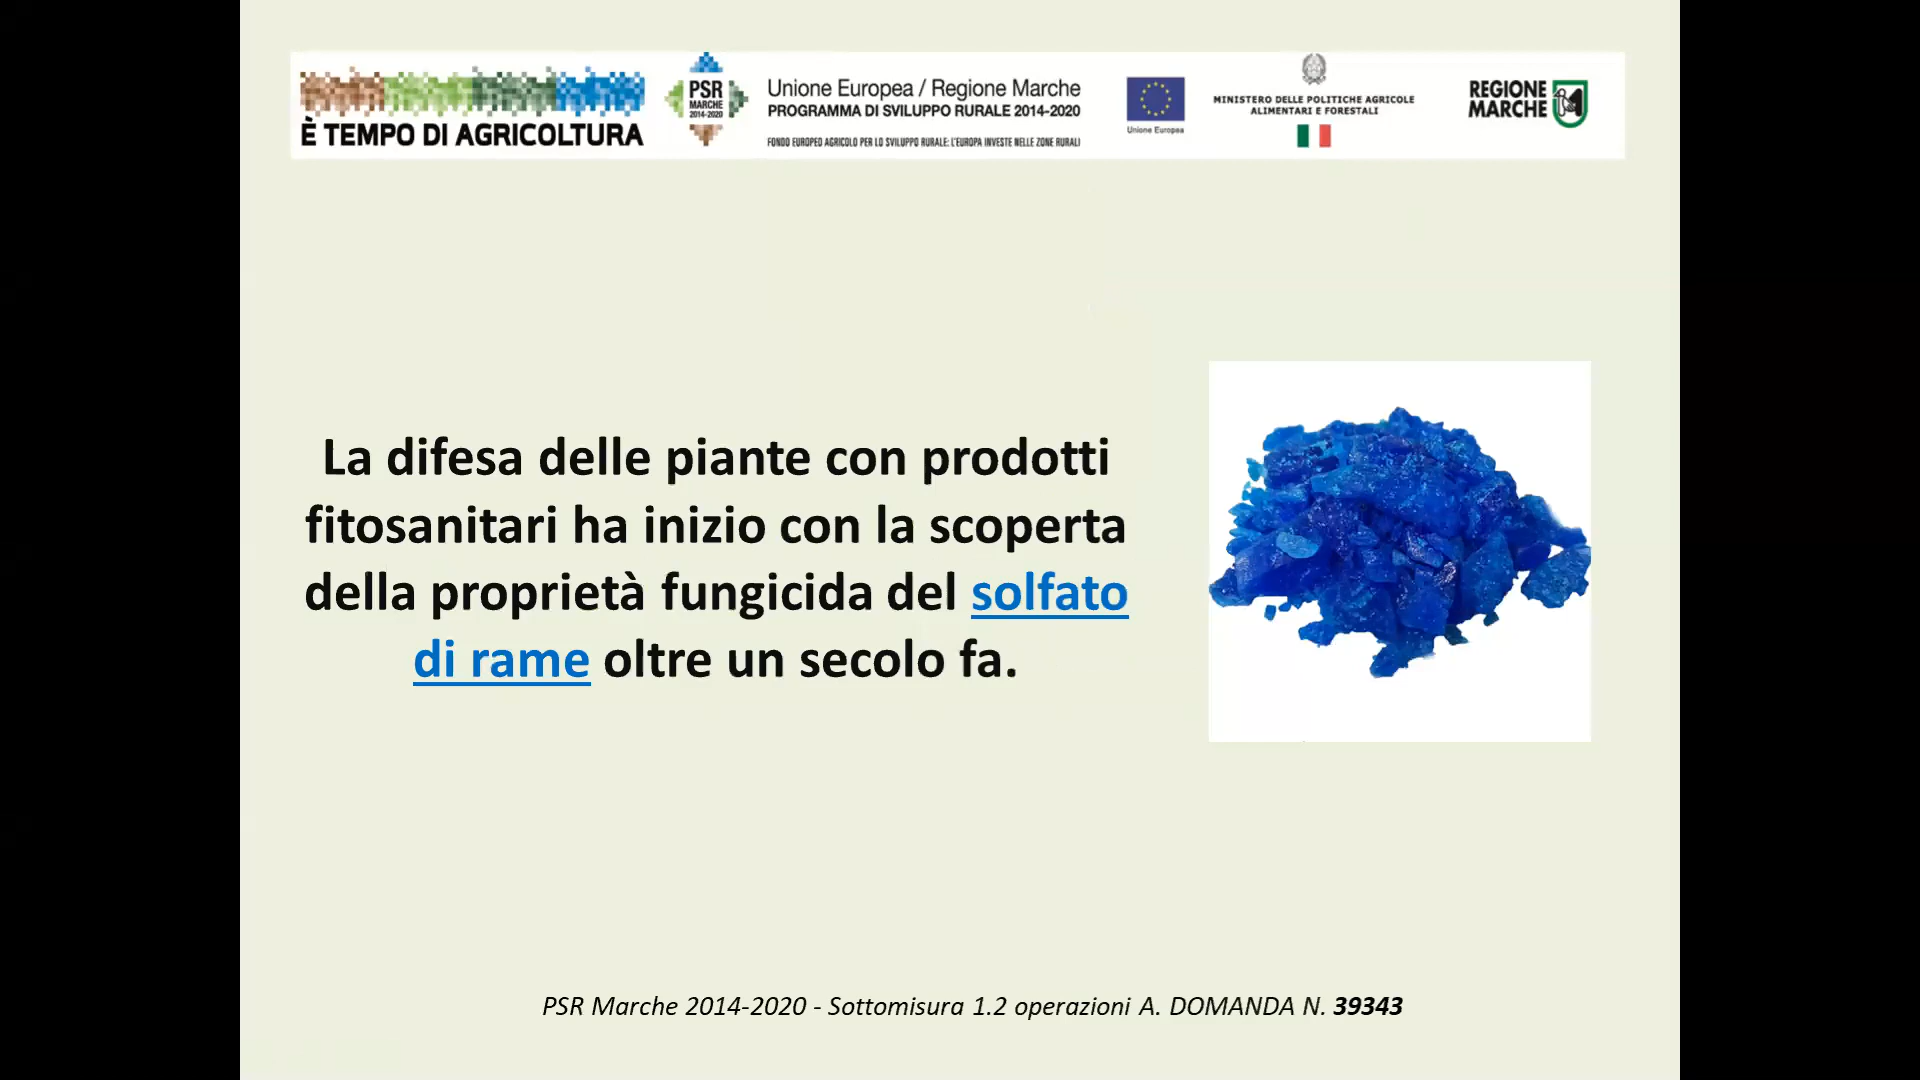 È TEMPO DI AGRICOLTURA
PSR
MARCHE
2014-2020
Unione Europea / Regione Marche
PROGRAMMA DI SVILUPPO RURALE 2014-2020
FONDO EUROPEO AGRICOLO PER LO SVILUPPO RURALE: L'EUROPA INVESTE NELLE ZONE RURALI
Unione Europea
MINISTERO DELLE POLITICHE AGRICOLE
ALIMENTARI E FORESTALI
REGIONE
MARCHE
La difesa delle piante con prodotti
fitosanitari ha inizio con la scoperta
della proprietà fungicida del solfato
di rame oltre un secolo fa.
PSR Marche 2014-2020 - Sottomisura 1.2 operazioni A. DOMANDA N. 39343